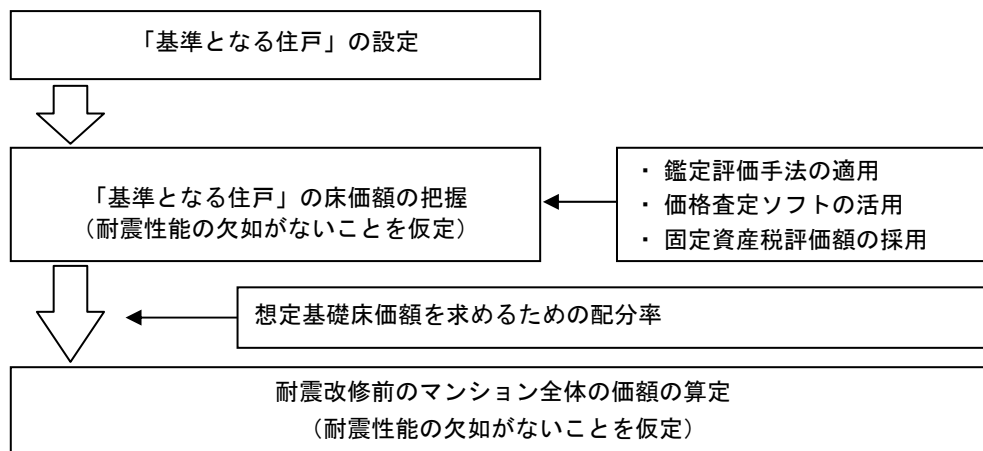 「基準となる住戸」の設定
「基準となる住戸」の床価額の把握
（耐震性能の欠如がないことを仮定）
・ 鑑定評価手法の適用
・ 価格査定ソフトの活用
・ 固定資産税評価額の採用
想定基礎床価額を求めるための配分率
耐震改修前のマンション全体の価額の算定
（耐震性能の欠如がないことを仮定）